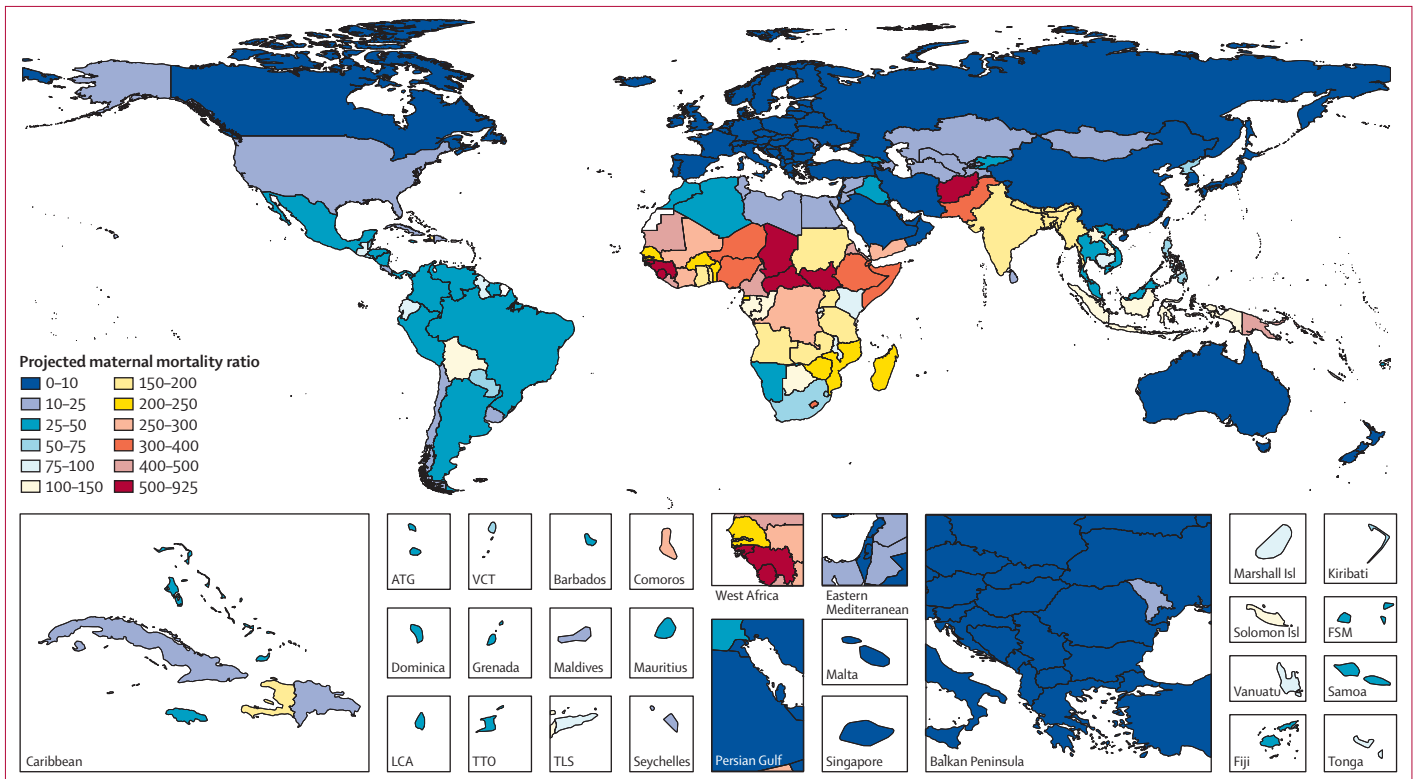 Projected maternal mortality ratio
0–10
10–25
25–50
50–75
75–100
100–150
150–200
200–250
250–300
300–400
400–500
500–925
Caribbean
ATG
VCT
Barbados
Comoros
Dominica
Grenada
Maldives
Mauritius
LCA
TTO
TLS
Seychelles
West Africa
Eastern
Mediterranean
Persian Gulf
Malta
Singapore
Balkan Peninsula
Marshall Isl
Kiribati
Solomon Isl
FSM
Vanuatu
Samoa
Fiji
Tonga